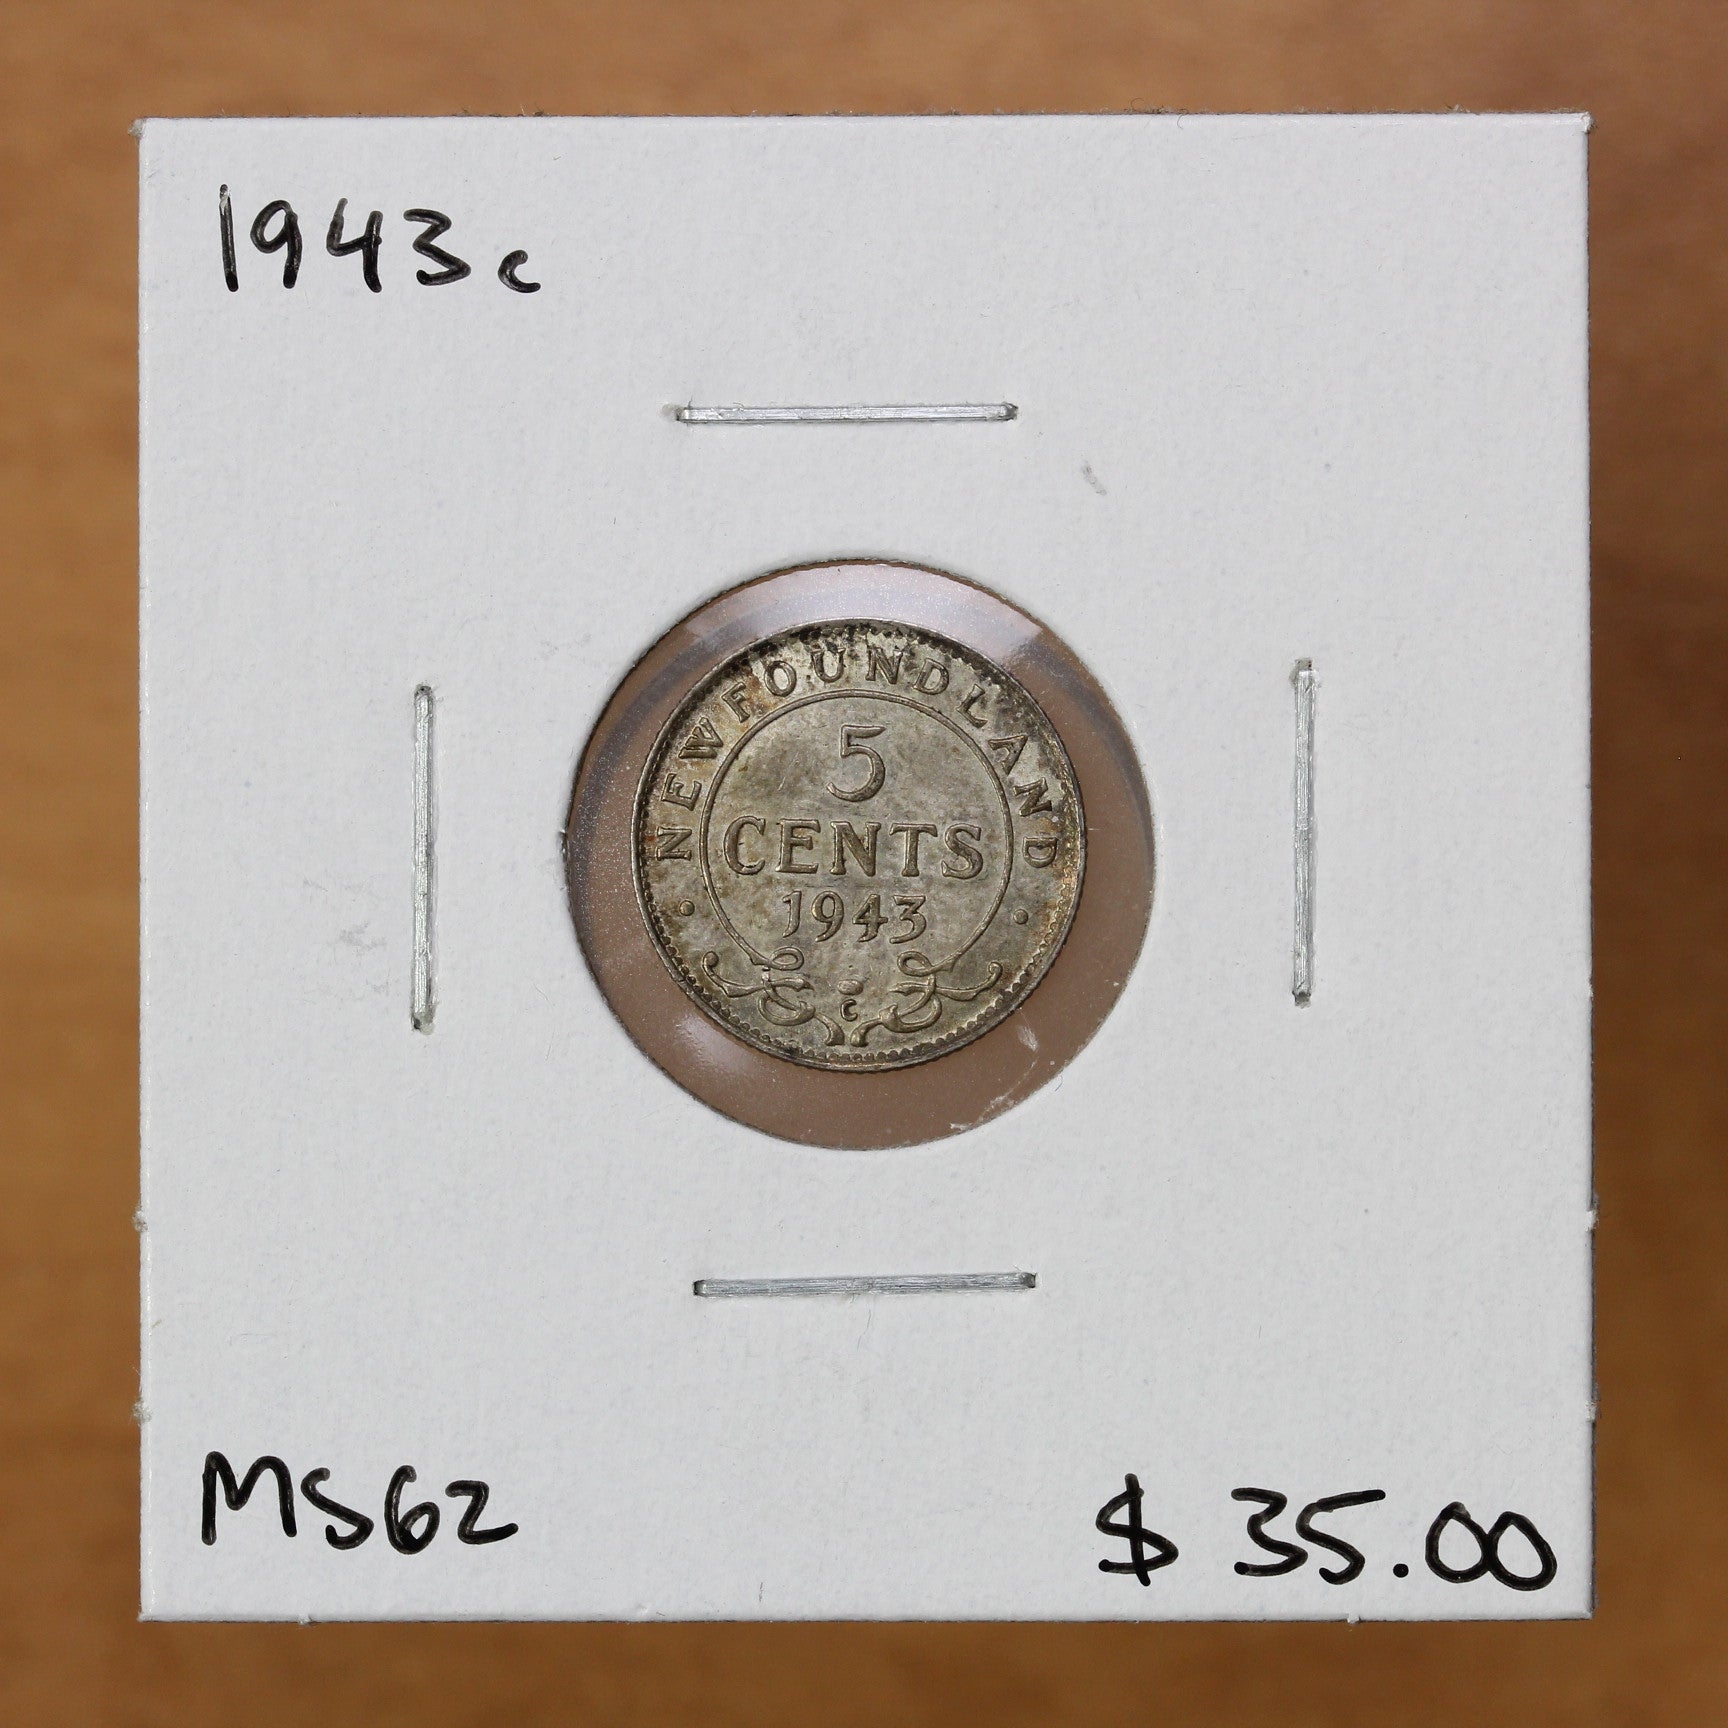 1943c
NEWFOUNDLAND
5
CENTS
1943
C
MS62
$35.00